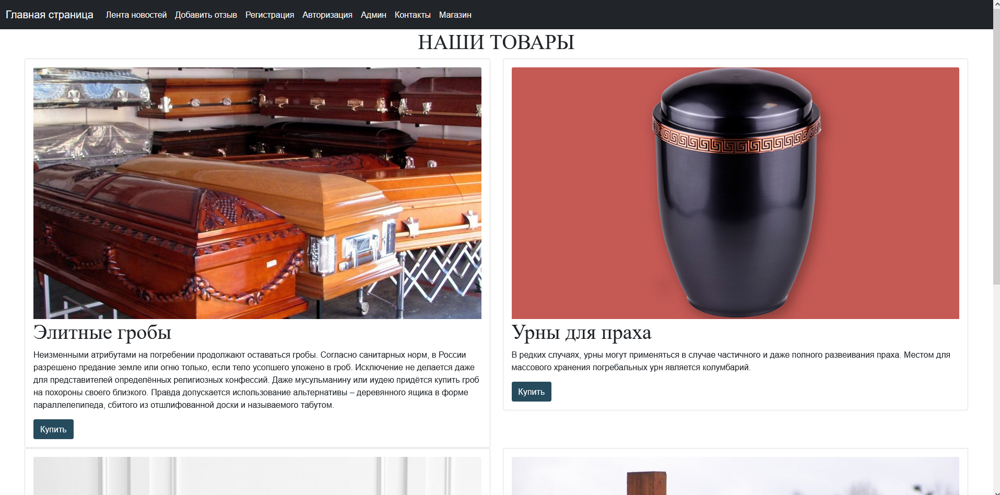 Главная страница Лента новостей Добавить отзыв Регистрация Авторизация Админ Контакты Магазин
НАШИ ТОВАРЫ
Элитные гробы
Неизменными атрибутами на погребении продолжают оставаться гробы. Согласно санитарных норм, в России
разрешено предание земле или огню только, если тело усопшего уложено в гроб. Исключение не делается даже
для представителей определённых религиозных конфессий. Даже мусульманину или иудею придётся купить гроб
на похороны своего близкого. Правда допускается использование альтернативы – деревянного ящика в форме
параллелепипеда, сбитого из отшлифованной доски и называемого табутом.
Купить
Урны для праха
В редких случаях, урны могут применяться в случае частичного и даже полного развеивания праха. Местом для
массового хранения погребальных урн является колумбарий.
Купить